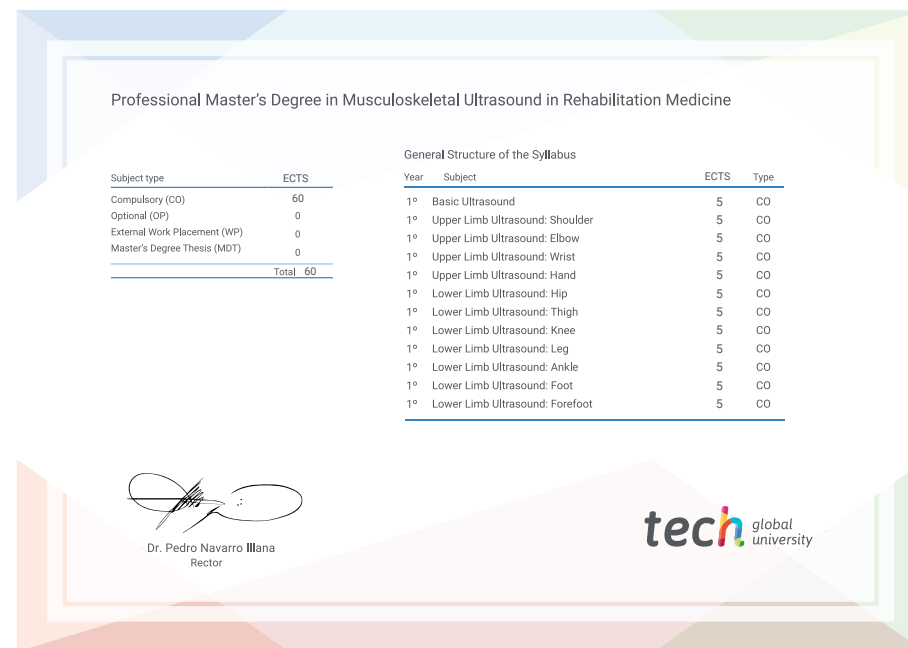 Professional Master's Degree in Musculoskeletal Ultrasound in Rehabilitation Medicine
Subject type ECTS
Compulsory (CO) 60
Optional (OP) 0
External Work Placement (WP) 0
Master's Degree Thesis (MDT) 0
Total 60
General Structure of the Syllabus
Year Subject ECTS Type
1º Basic Ultrasound 5 CO
1º Upper Limb Ultrasound: Shoulder 5 CO
1º Upper Limb Ultrasound: Elbow 5 CO
1º Upper Limb Ultrasound: Wrist 5 CO
1º Upper Limb Ultrasound: Hand 5 CO
1º Lower Limb Ultrasound: Hip 5 CO
1º Lower Limb Ultrasound: Thigh 5 CO
1º Lower Limb Ultrasound: Knee 5 CO
1º Lower Limb Ultrasound: Leg 5 CO
1º Lower Limb Ultrasound: Ankle 5 CO
1º Lower Limb Ultrasound: Foot 5 CO
1º Lower Limb Ultrasound: Forefoot 5 CO
Dr. Pedro Navarro Illana
Rector
tech global
university